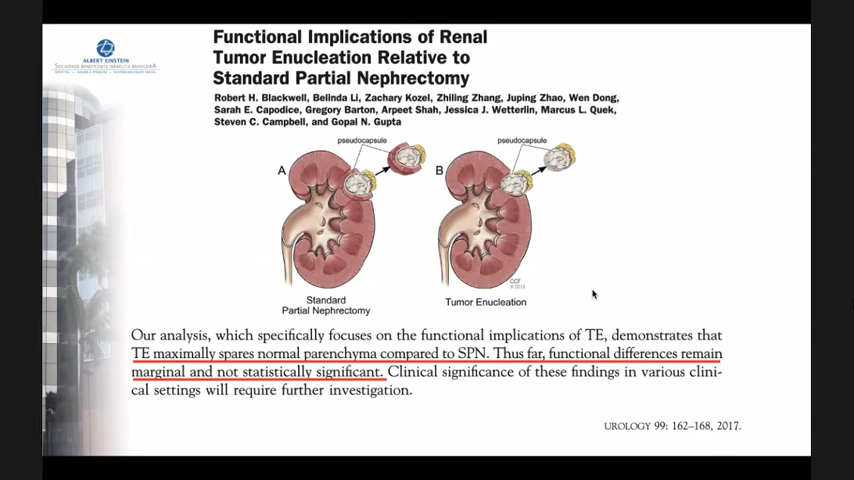 Functional Implications of Renal
Tumor Enucleation Relative to
Standard Partial Nephrectomy
ALBERT EINSTEIN
SOCIEDADE BENEFICENTE ISRAELITA BRASILEIRA
Robert H. Blackwell, Belinda Li, Zachary Kozel, Zhiling Zhang, Juping Zhao, Wen Dong,
Sarah E. Capodice, Gregory Barton, Arpeet Shah, Jessica J. Wetterlin, Marcus L. Quek,
Steven C. Campbell, and Gopal N. Gupta
pseudocapsule
pseudocapsule
A
B
CCF
© 2015
Standard
Partial Nephrectomy
Tumor Enucleation
Our analysis, which specifically focuses on the functional implications of TE, demonstrates that
TE maximally spares normal parenchyma compared to SPN. Thus far, functional differences remain
marginal and not statistically significant. Clinical significance of these findings in various clini-
cal settings will require further investigation.
UROLOGY 99: 162–168, 2017.